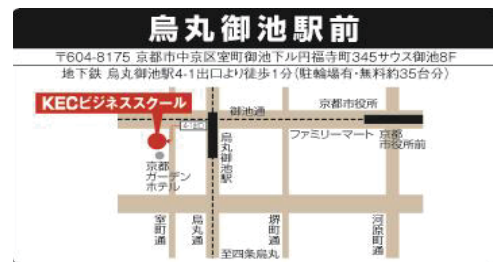 烏丸御池駅前
〒604-8175 京都市中京区室町御池下ル円福寺町345サウス御池8F
地下鉄 烏丸御池駅4-1出口より徒歩1分(駐輪場有・無料約35台分)
KECビジネススクール
御池通
京都市役所
ファミリーマート
京都
市役所前
烏丸御池駅
京都
ガーデン
ホテル
室町通
烏丸通
堺町通
河原町通
至四条烏丸